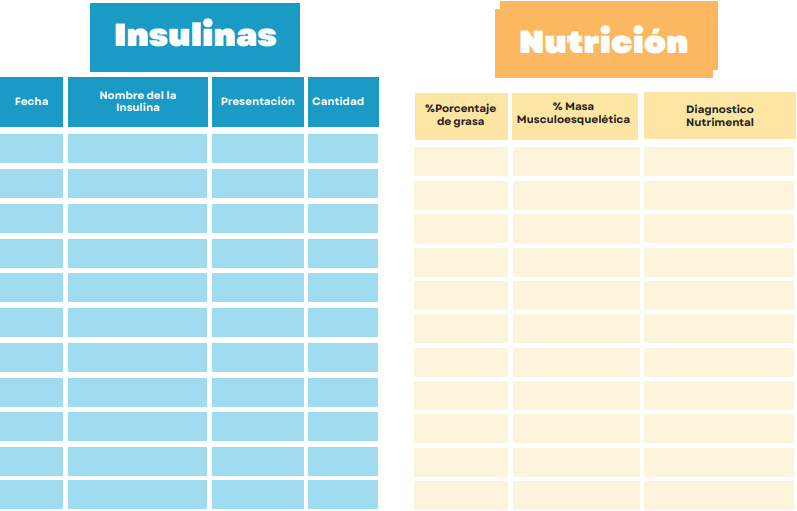 Insulinas
Fecha
Nombre del la
Insulina
Presentación
Cantidad
Nutrición
%Porcentaje
de grasa
% Masa
Musculoesquelética
Diagnostico
Nutrimental